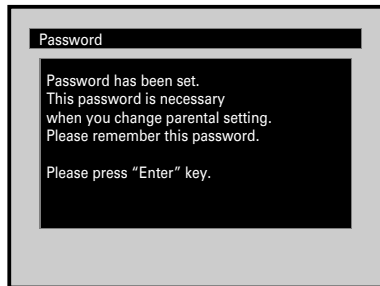 Password
Password has been set.
This password is necessary
when you change parental setting.
Please remember this password.
Please press “Enter” key.